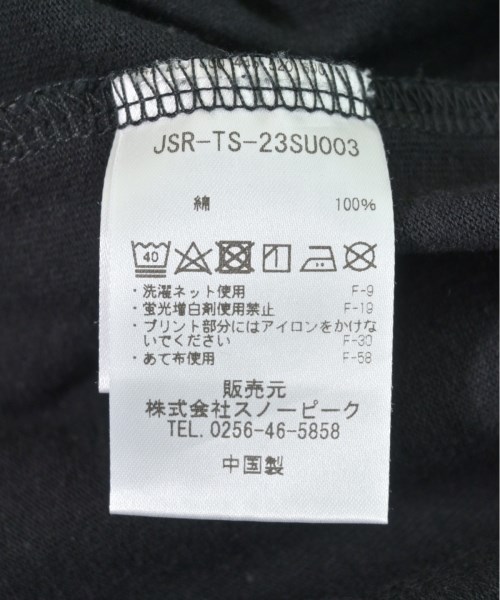 JSR-TS-23SU003
綿 100%
40
・洗濯ネット使用 F-9
・蛍光増白剤使用禁止 F-19
・プリント部分にはアイロンをかけな
いでください F-30
・あて布使用 F-58
販売元
株式会社スノーピーク
TEL. 0256-46-5858
中国製